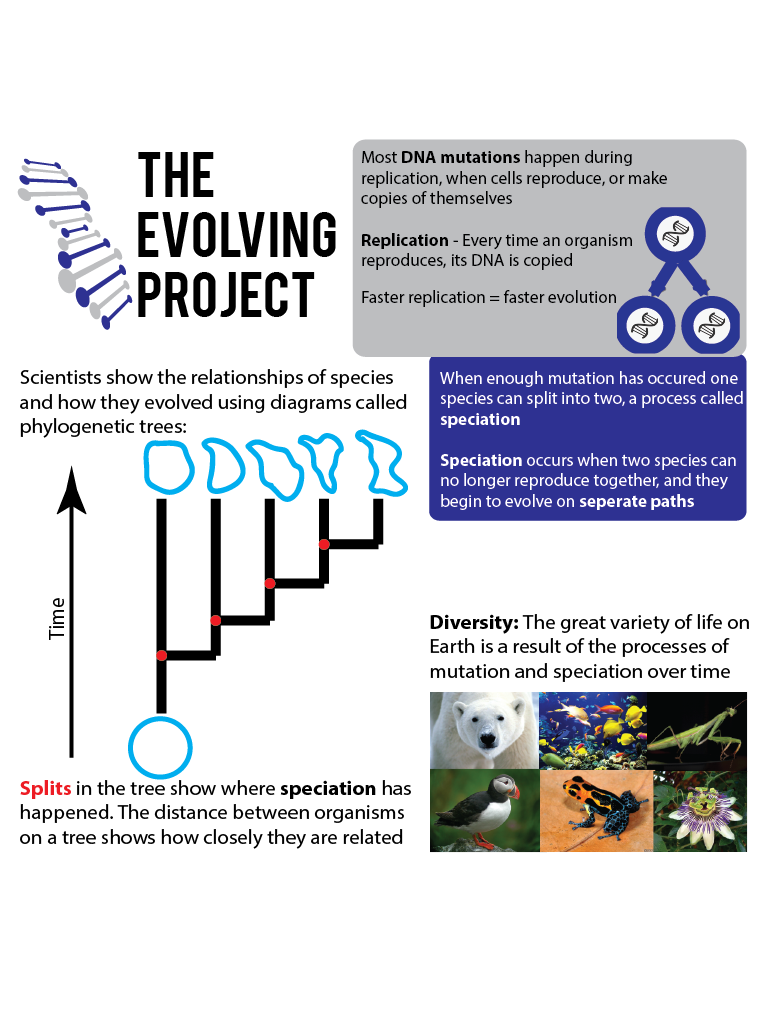 THE
EVOLVING
PROJECT
Most DNA mutations happen during
replication, when cells reproduce, or make
copies of themselves
Replication - Every time an organism
reproduces, its DNA is copied
Faster replication = faster evolution
Scientists show the relationships of species
and how they evolved using diagrams called
phylogenetic trees:
When enough mutation has occured one
species can split into two, a process called
speciation
Speciation occurs when two species can
no longer reproduce together, and they
begin to evolve on seperate paths
Time
Diversity: The great variety of life on
Earth is a result of the processes of
mutation and speciation over time
Splits in the tree show where speciation has
happened. The distance between organisms
on a tree shows how closely they are related